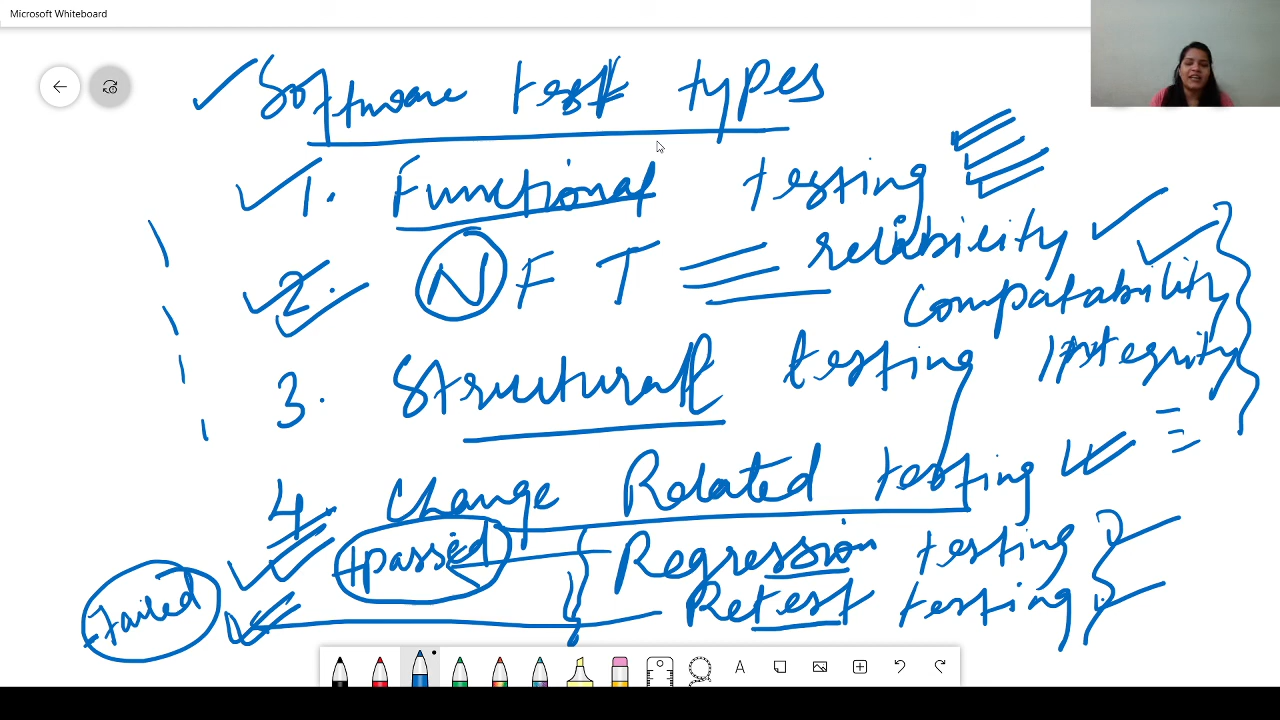 Microsoft Whiteboard
Software test types
1. Functional testing
2. NFT reliability
compatability
3. Structural testing Integrity
4. Change Related testing
passed Regression testing
Failed Retest testing
A